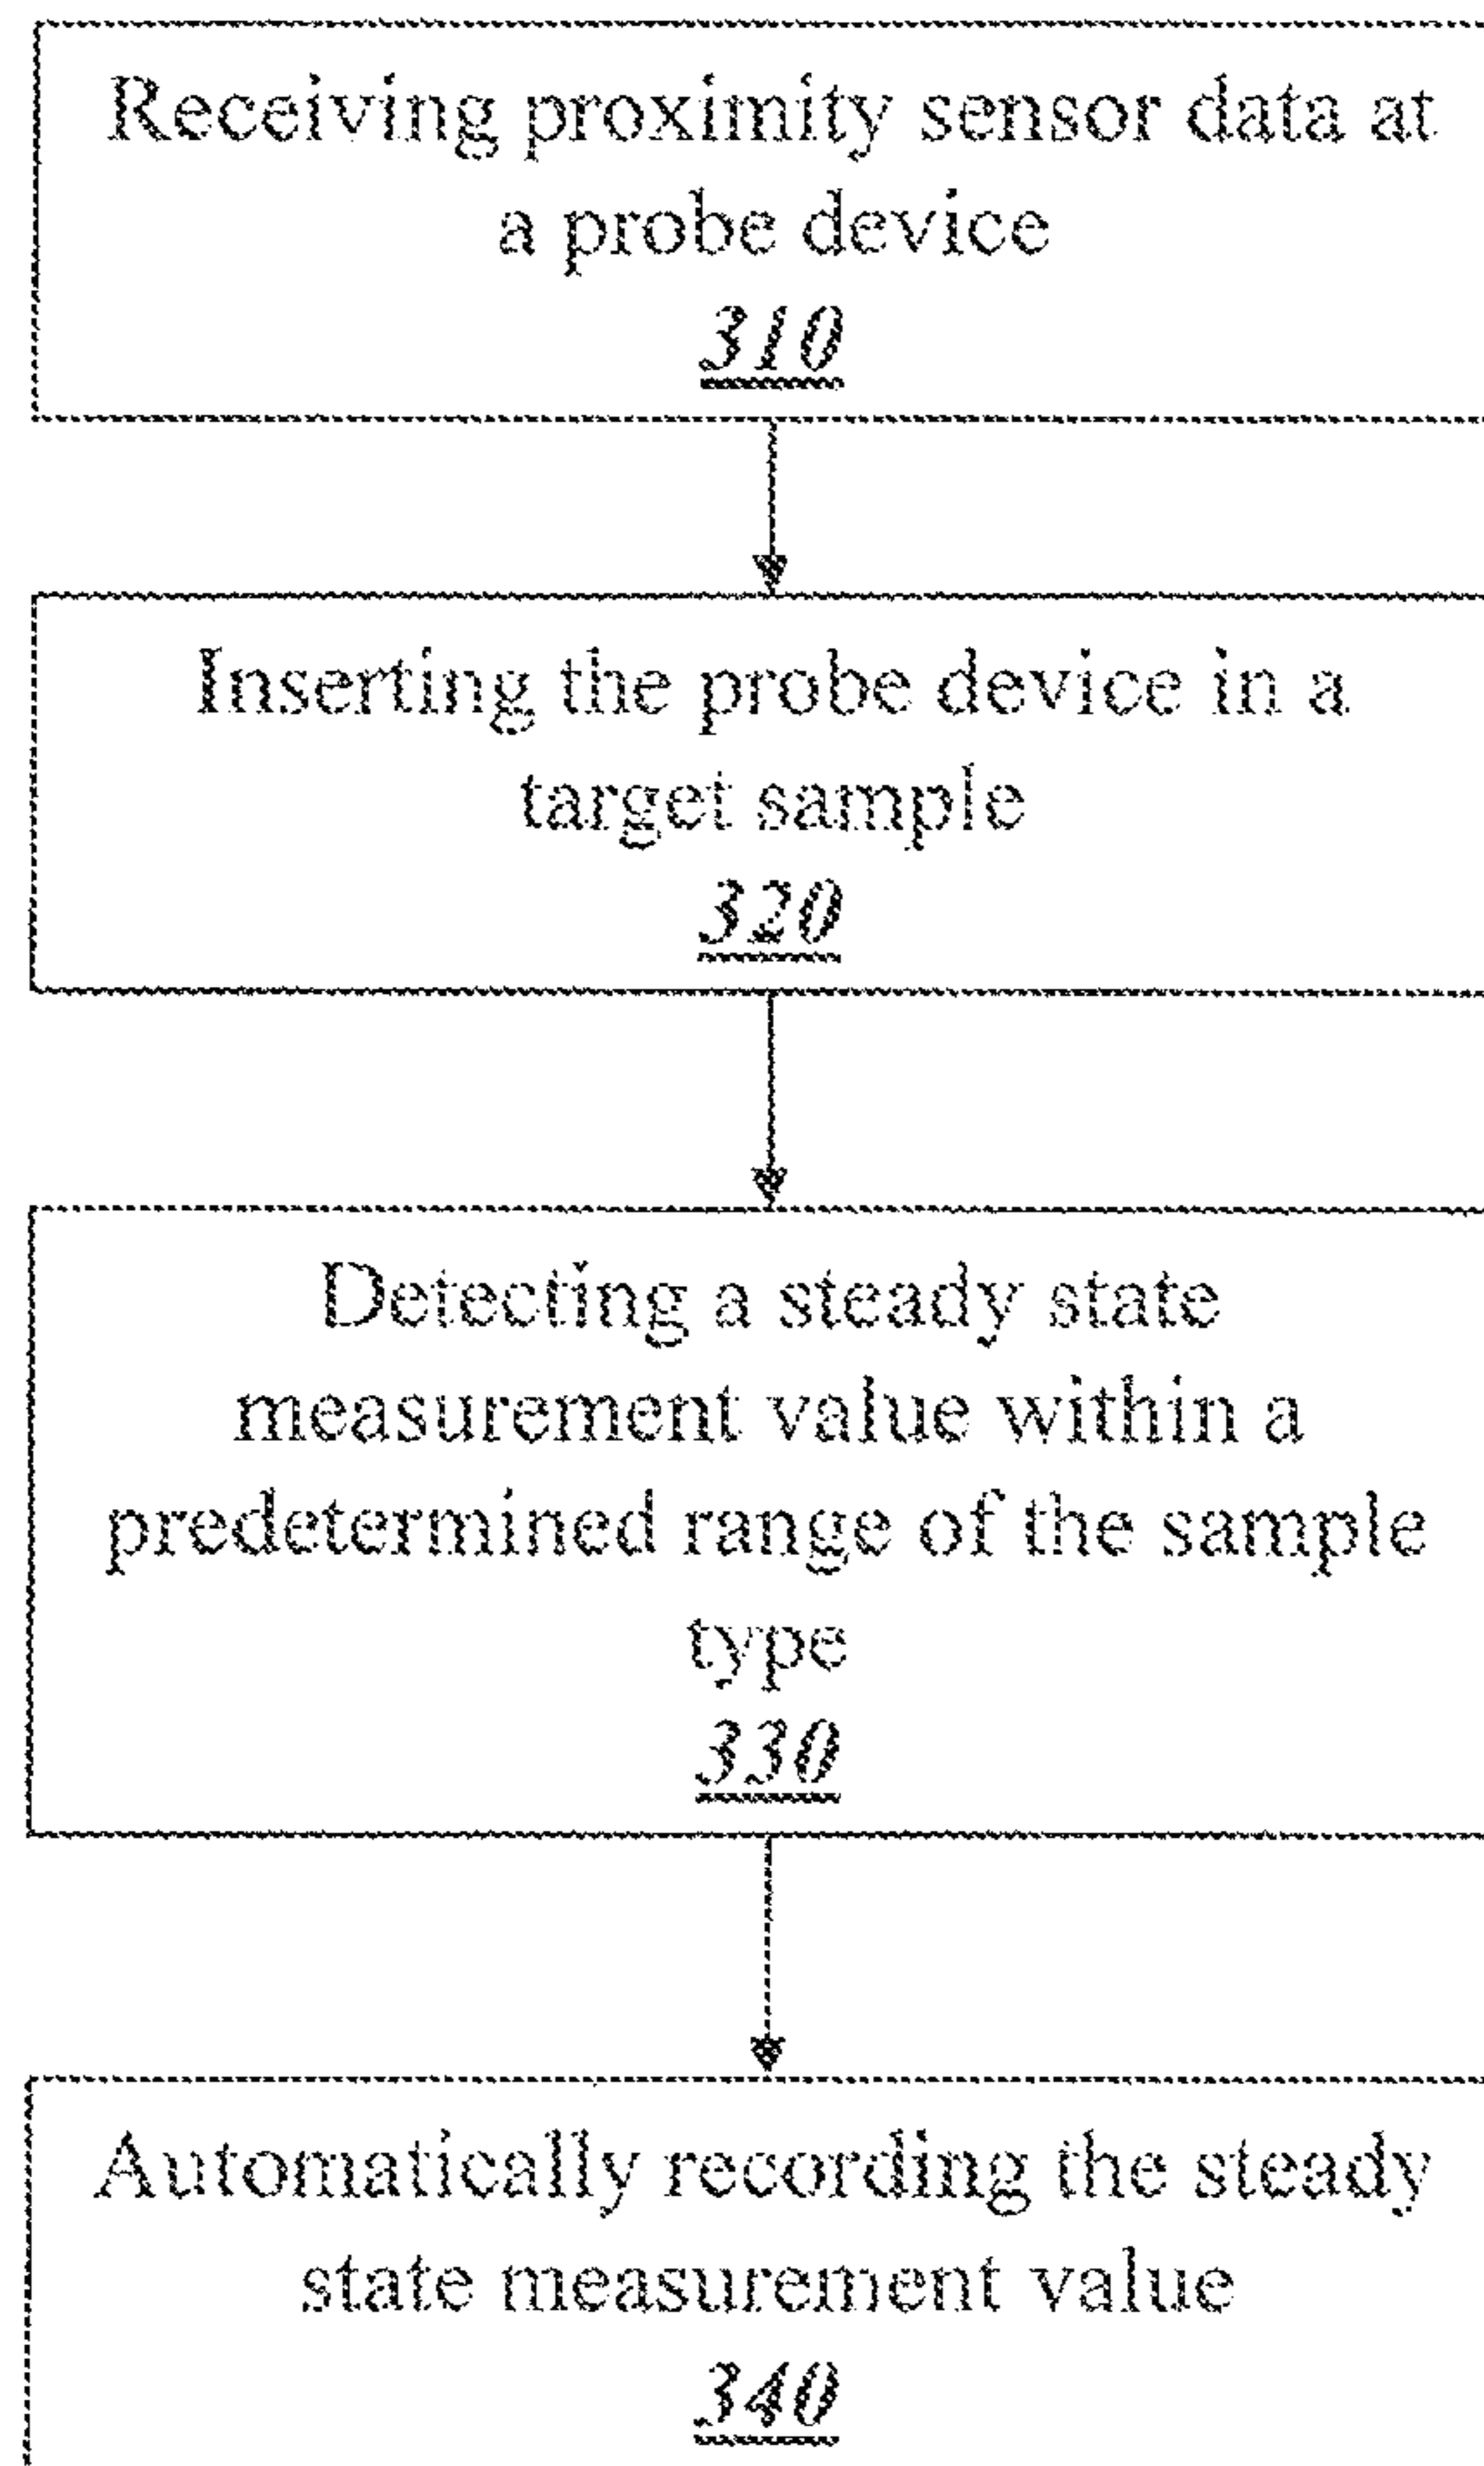 Receiving proximity sensor data at
a probe device
310
Inserting the probe device in a
target sample
320
Detecting a steady state
measurement value within a
predetermined range of the sample
type
330
Automatically recording the steady
state measurement value
340